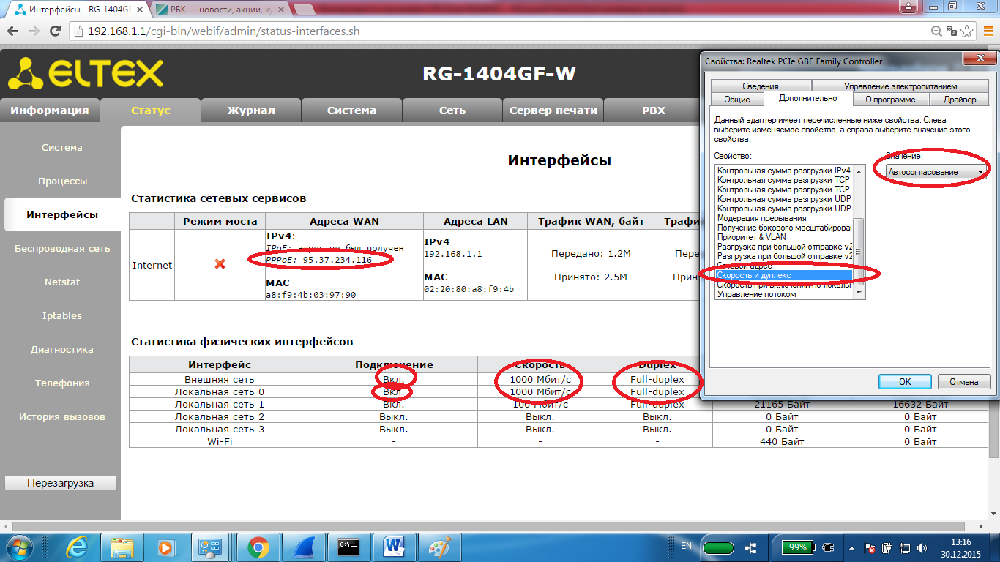 Интерфейсы - RG-1404GF
РБК — новости, акции, ку
192.168.1.1/cgi-bin/webif/admin/status-interfaces.sh
ELTEX
RG-1404GF-W
Информация
Статус
Журнал
Система
Сеть
Сервер печати
PBX
Система
Процессы
Интерфейсы
Беспроводная сеть
Netstat
Iptables
Диагностика
Телефония
История вызовов
Перезагрузка
Интерфейсы
Статистика сетевых сервисов
Режим моста
Адреса WAN
Адреса LAN
Трафик WAN, байт
Трафи
Internet
IPv4:
IPoE: адрес не был получен
PPPoE: 95.37.234.116
MAC
a8:f9:4b:03:97:90
IPv4
192.168.1.1
MAC
02:20:80:a8:f9:4b
Передано: 1.2M
Принято: 2.5M
Пере
Приня
Статистика физических интерфейсов
Интерфейс Подключение Скорость Duplex
Внешняя сеть Вкл. 1000 Мбит/с Full-duplex
Локальная сеть 0 Вкл. 1000 Мбит/с Full-duplex
Локальная сеть 1 Вкл. 100 Мбит/с Full-duplex 21165 Байт 16632 Байт
Локальная сеть 2 Выкл. Выкл. Выкл. 0 Байт 0 Байт
Локальная сеть 3 Выкл. Выкл. Выкл. 0 Байт 0 Байт
Wi-Fi - - - 440 Байт 0 Байт
Свойства: Realtek PCIe GBE Family Controller
Сведения
Управление электропитанием
Общие
Дополнительно
О программе
Драйвер
Данный адаптер имеет перечисленные ниже свойства. Слева
выберите изменяемое свойство, а справа выберите значение этого
свойства.
Свойство:
Значение:
Автосогласование
Контрольная сумма разгрузки IPv4
Контрольная сумма разгрузки TCP
Контрольная сумма разгрузки TCP
Контрольная сумма разгрузки UDP
Контрольная сумма разгрузки UDP
Модерация прерывания
Получение бокового масштабирован
Приоритет & VLAN
Разгрузка при большой отправке v2
Разгрузка при большой отправке v2
Сетевой адрес
Скорость и дуплекс
Управление потоком
OK
Отмена
EN
99%
13:16
30.12.2015